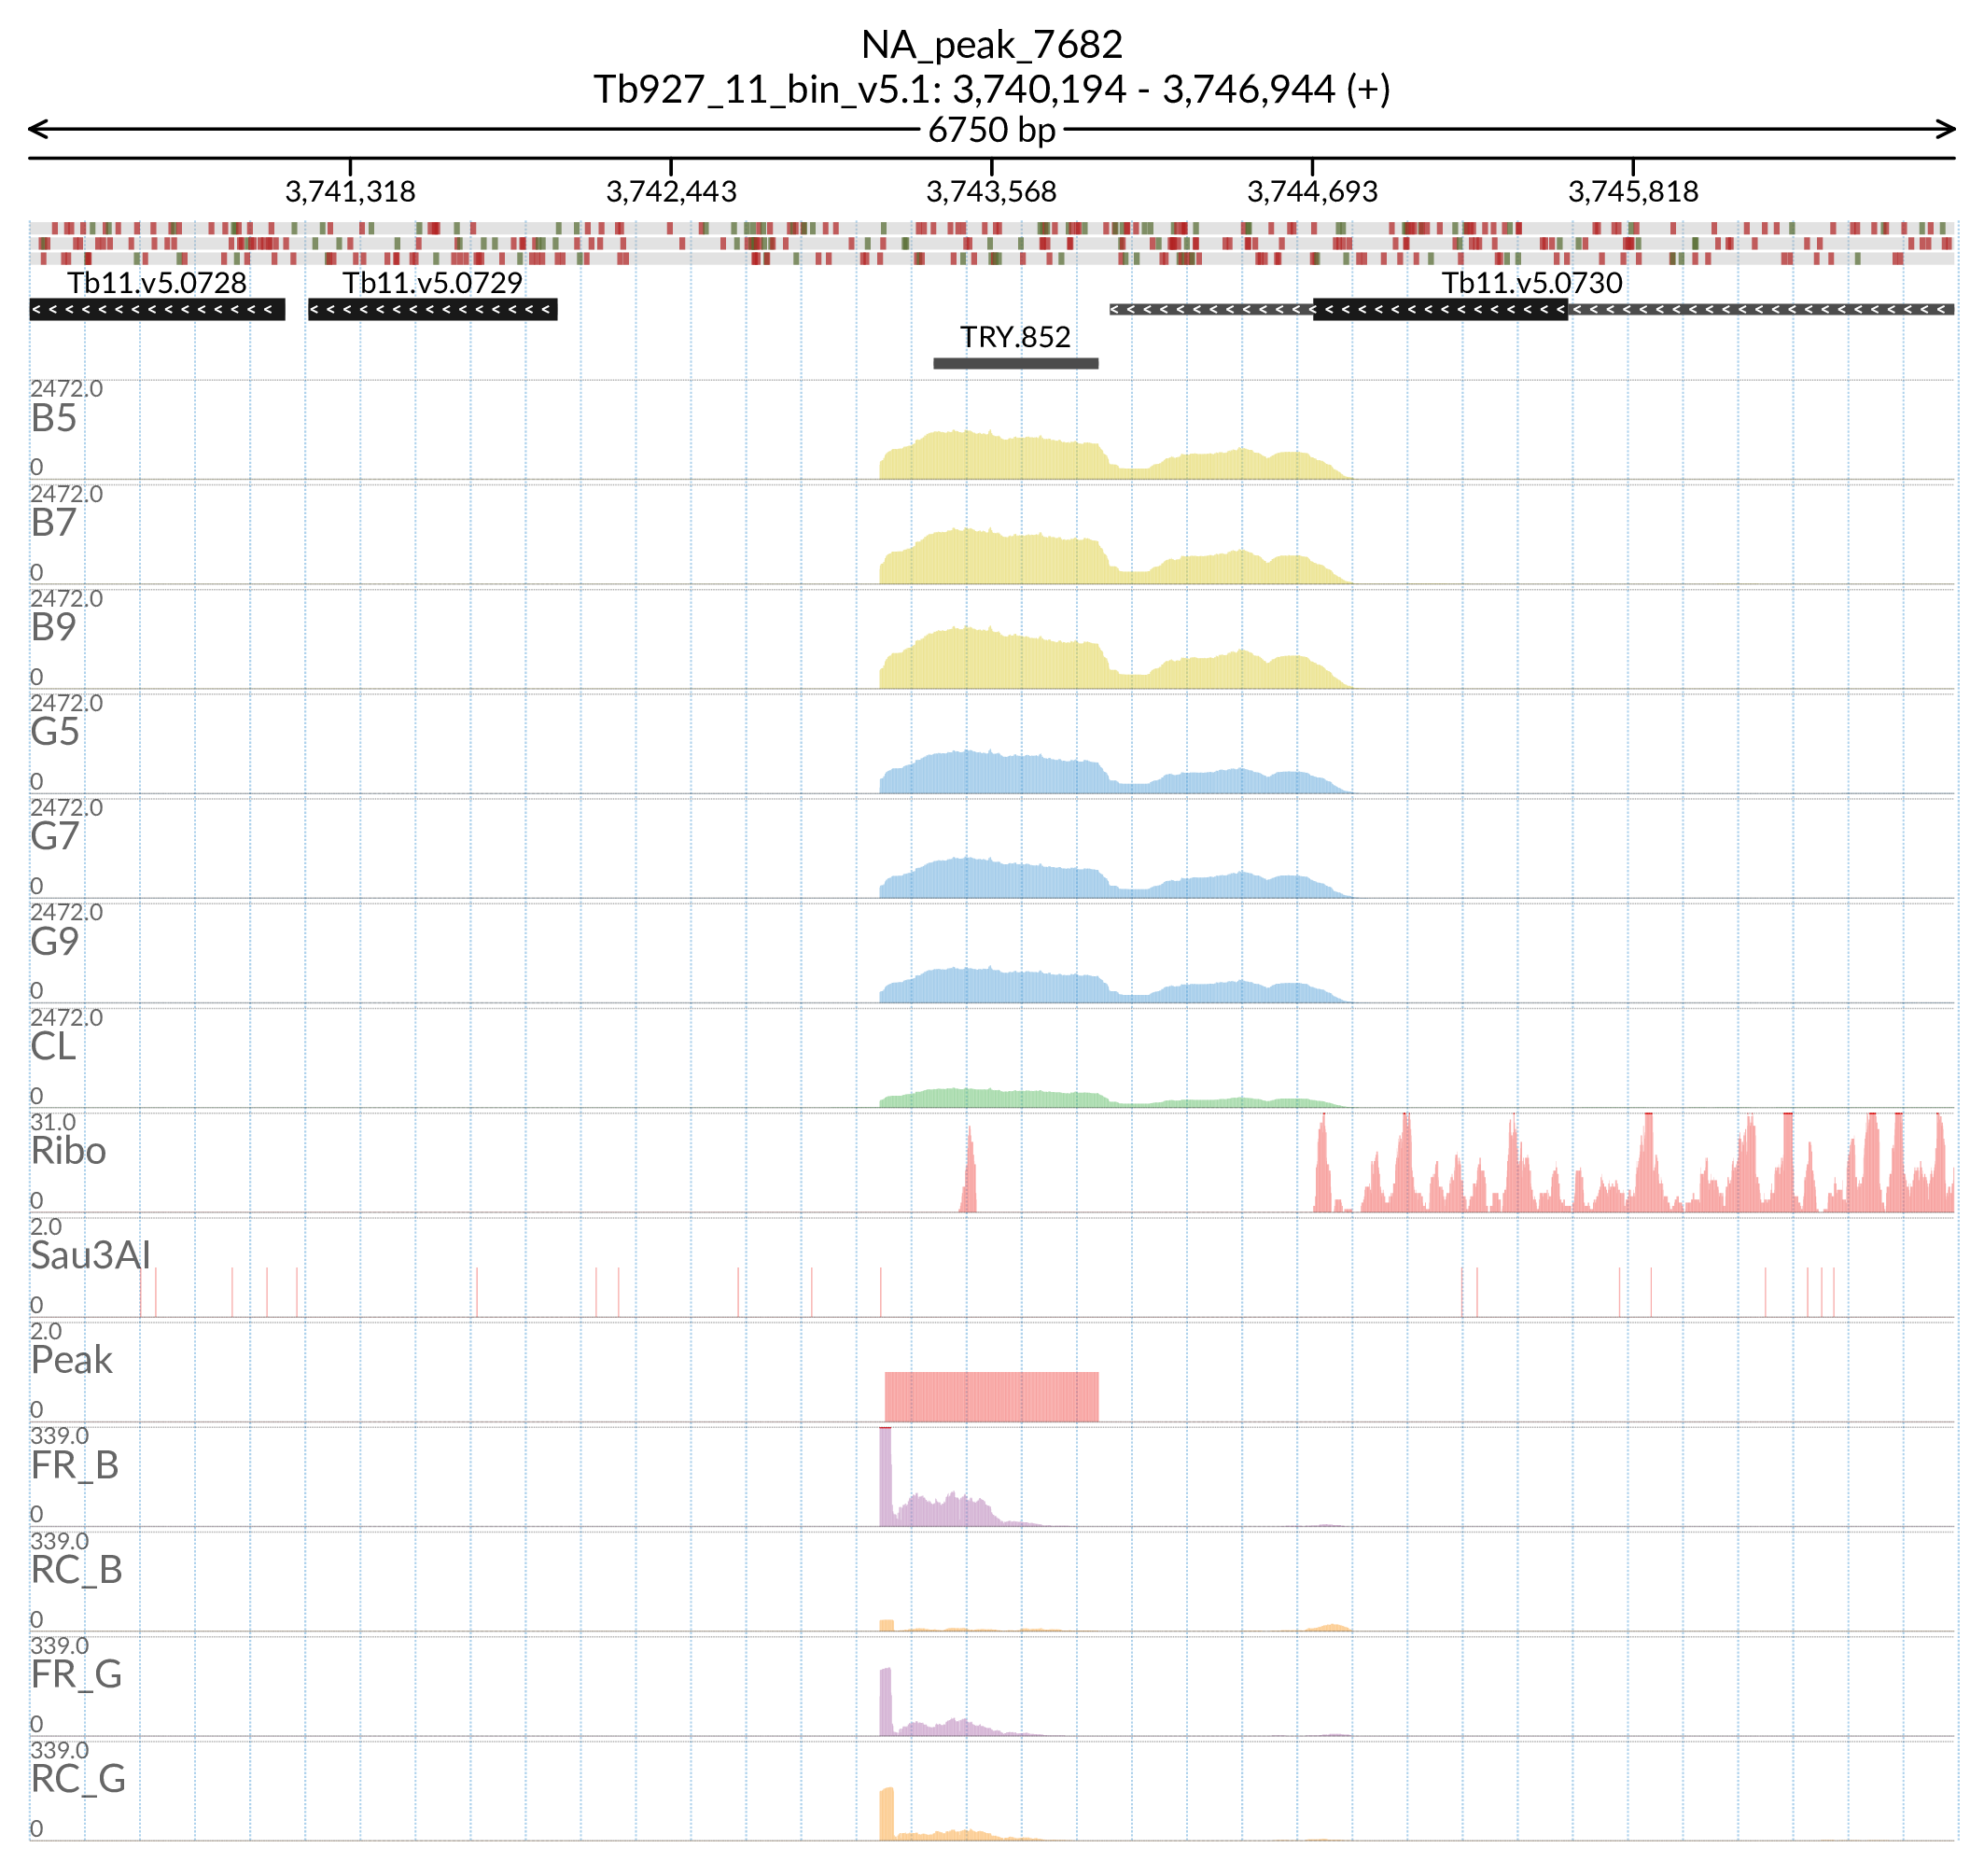 NA_peak_7682
Tb927_11_bin_v5.1: 3,740,194 - 3,746,944 (+)
6750 bp
3,741,318 3,742,443 3,743,568 3,744,693 3,745,818
Tb11.v5.0728 Tb11.v5.0729 Tb11.v5.0730
TRY.852
2472.0
B5
0
2472.0
B7
0
2472.0
B9
0
2472.0
G5
0
2472.0
G7
0
2472.0
G9
0
2472.0
CL
0
31.0
Ribo
0
2.0
Sau3AI
0
2.0
Peak
0
339.0
FR_B
0
339.0
RC_B
0
339.0
FR_G
0
339.0
RC_G
0